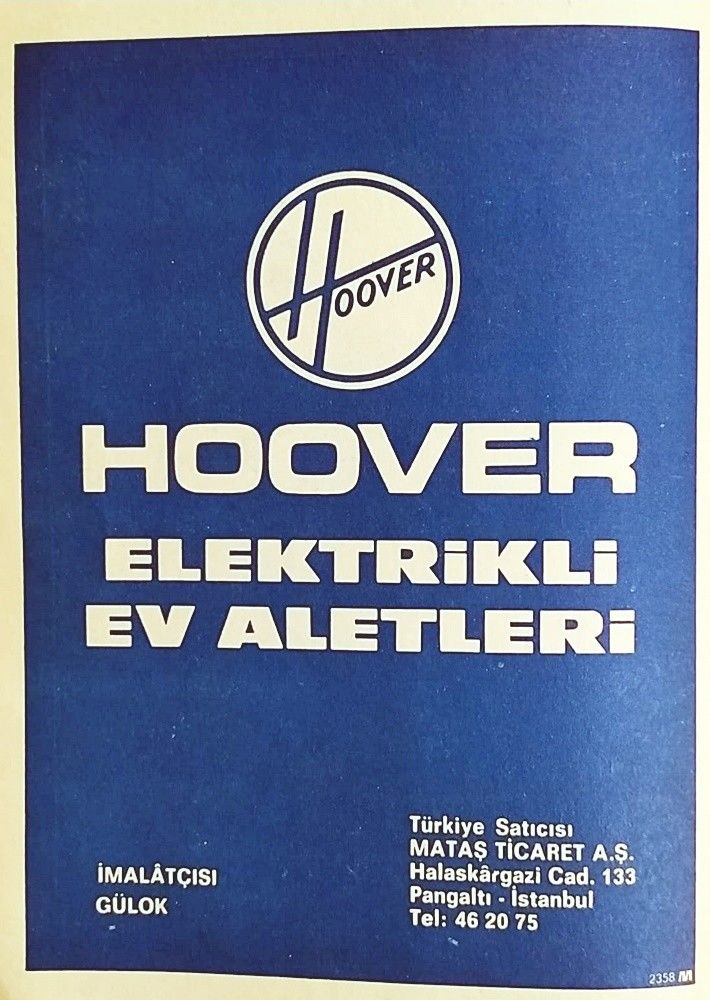 HOOVER
HOOVER
ELEKTRİKLİ
EV ALETLERİ
İMALÂTÇISI
GÜLOK
Türkiye Satıcısı
MATAŞ TİCARET A.Ş.
Halaskârgazi Cad. 133
Pangaltı - İstanbul
Tel: 46 20 75
2358 M